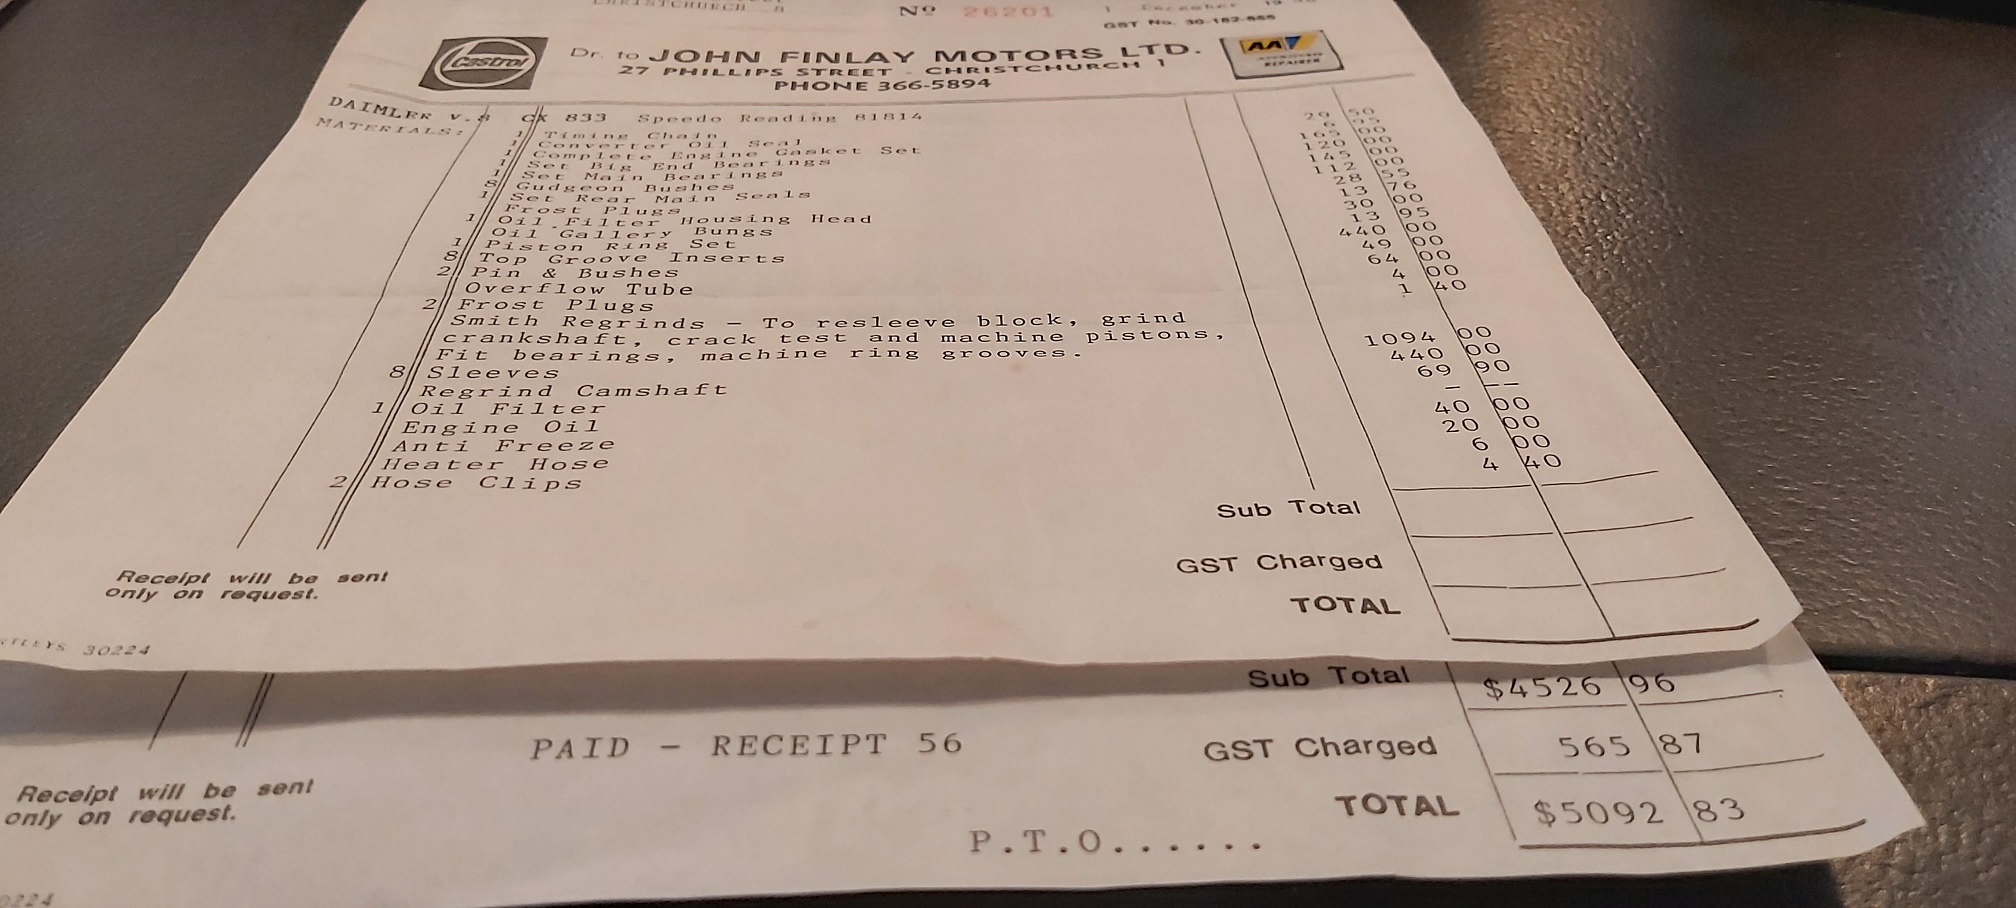 CHRISTCHURCH
Nº 26201 1 December 19
GST No. 30-182-
Castrol
Dr. to JOHN FINLAY MOTORS LTD.
AA
REPAIRER
27 PHILLIPS STREET - CHRISTCHURCH 1
PHONE 366-5894
DAIMLER V.8 CX 833 Speedo Reading 81814
MATERIALS:
1 Timing Chain 29 50
1 Converter Oil Seal 6 95
1 Complete Engine Gasket Set 165 00
1 Set Big End Bearings 120 00
1 Set Main Bearings 145 00
8 Gudgeon Bushes 112 55
1 Set Rear Main Seals 28 76
Frost Plugs 13 00
1 Oil Filter Housing Head 30 95
Oil Gallery Bungs 13 00
1 Piston Ring Set 440 00
8 Top Groove Inserts 49 00
2 Pin & Bushes 64 00
Overflow Tube 4 00
2 Frost Plugs 1 40
Smith Regrinds - To resleeve block, grind
crankshaft, crack test and machine pistons,
Fit bearings, machine ring grooves. 1094 00
8 Sleeves 440 00
Regrind Camshaft 69 90
1 Oil Filter - --
Engine Oil 40 00
Anti Freeze 20 00
Heater Hose 6 00
2 Hose Clips 4 40
Sub Total
GST Charged
TOTAL
Receipt will be sent
only on request.
30224
Sub Total $4526 96
PAID - RECEIPT 56
GST Charged 565 87
TOTAL $5092 83
Receipt will be sent
only on request.
P.T.O......
0224